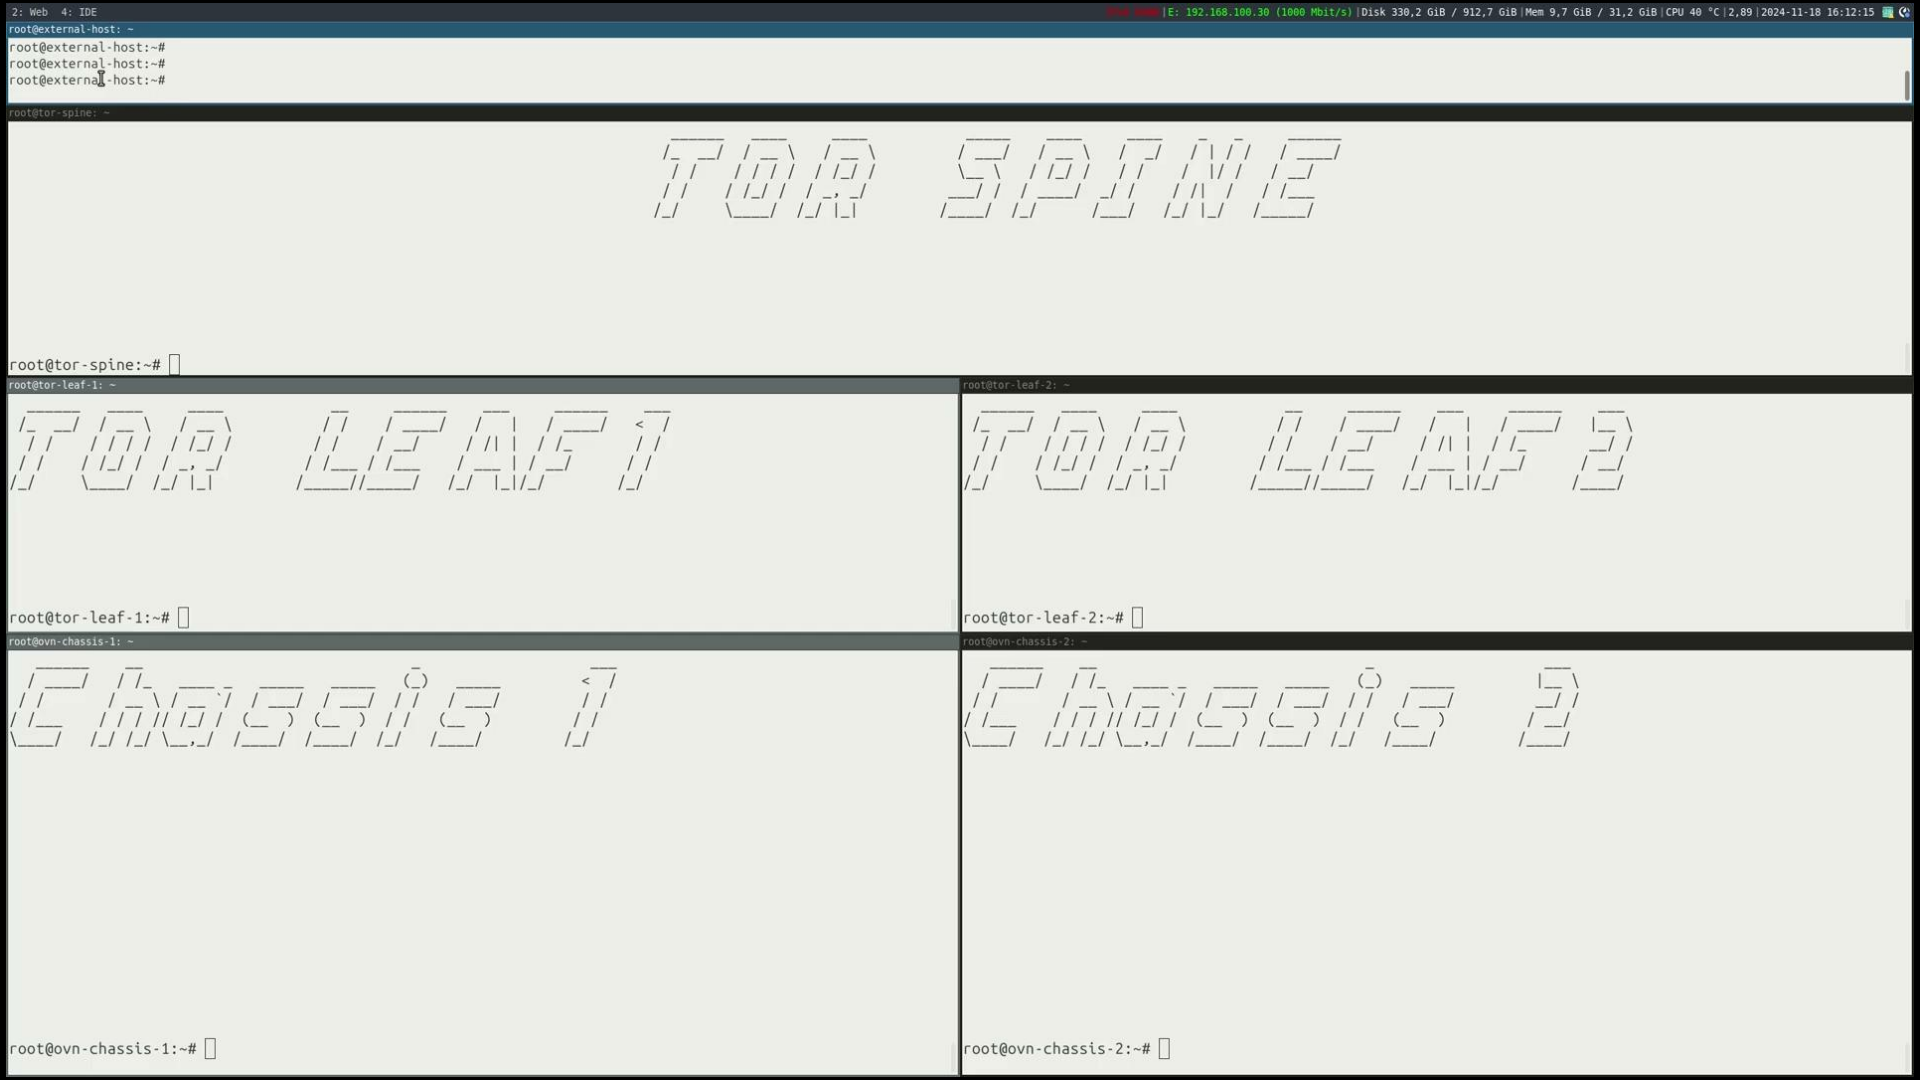 2: Web 4: IDE
E: 192.168.100.30 (1000 Mbit/s)|Disk 330,2 GiB / 912,7 GiB|Mem 9,7 GiB / 31,2 GiB|CPU 40 °C|2,89|2024-11-18 16:12:15
root@external-host: ~
root@external-host:~#
root@external-host:~#
root@external-host:~#
root@tor-spine: ~
TOR SPINE
root@tor-spine:~#
root@tor-leaf-1: ~
TOR LEAF 1
root@tor-leaf-1:~#
root@tor-leaf-2: ~
TOR LEAF 2
root@tor-leaf-2:~#
root@ovn-chassis-1: ~
Chassis 1
root@ovn-chassis-1:~#
root@ovn-chassis-2: ~
Chassis 2
root@ovn-chassis-2:~#